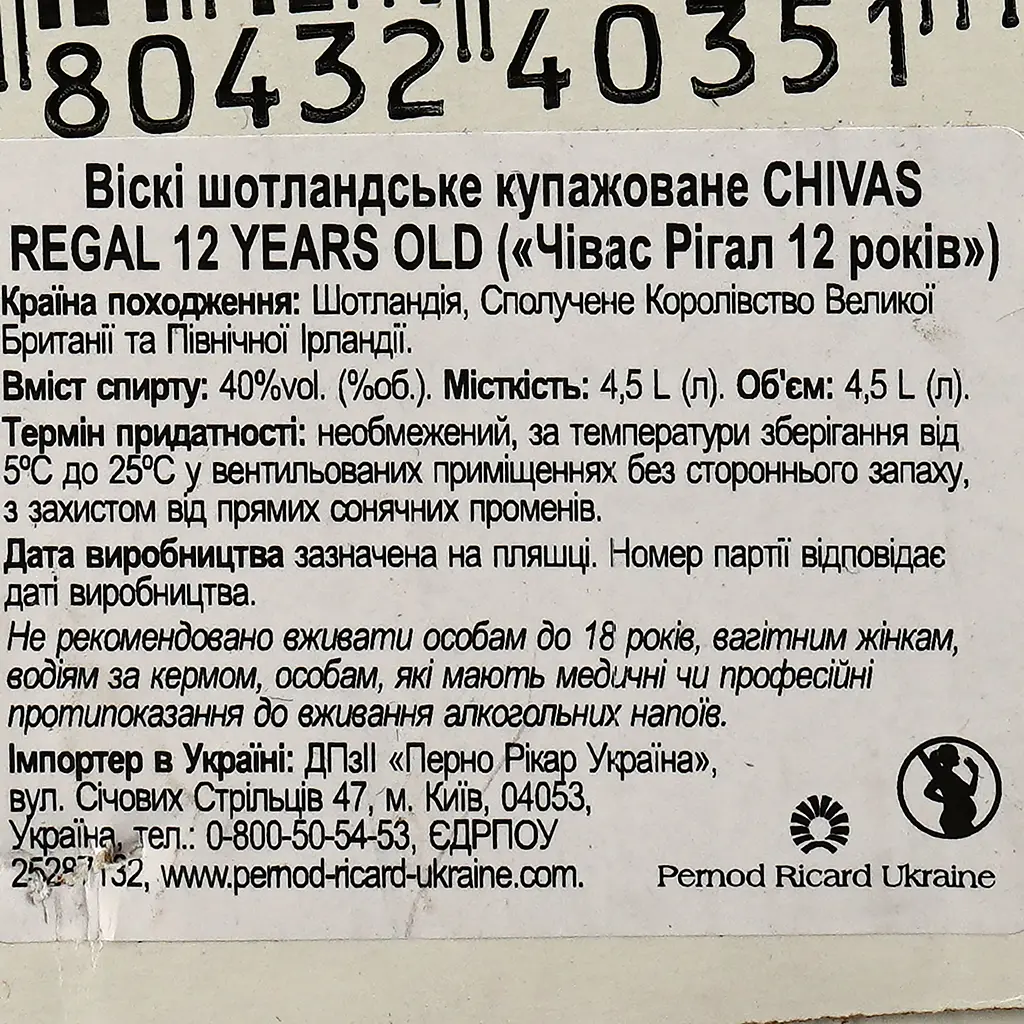 80432 40351
Віскі шотландське купажоване CHIVAS
REGAL 12 YEARS OLD («Чівас Рігал 12 років»)
Країна походження: Шотландія, Сполучене Королівство Великої
Британії та Північної Ірландії.
Вміст спирту: 40%vol. (%об.). Місткість: 4,5 L (л). Об'єм: 4,5 L (л).
Термін придатності: необмежений, за температури зберігання від
5ºC до 25ºC у вентильованих приміщеннях без стороннього запаху,
з захистом від прямих сонячних променів.
Дата виробництва зазначена на пляшці. Номер партії відповідає
даті виробництва.
Не рекомендовано вживати особам до 18 років, вагітним жінкам,
водіям за кермом, особам, які мають медичні чи професійні
протипоказання до вживання алкогольних напоїв.
Імпортер в Україні: ДПзІІ «Перно Рікар Україна»,
вул. Січових Стрільців 47, м. Київ, 04053,
Україна, тел.: 0-800-50-54-53, ЄДРПОУ
www.pernod-ricard-ukraine.com.
Pernod Ricard Ukraine